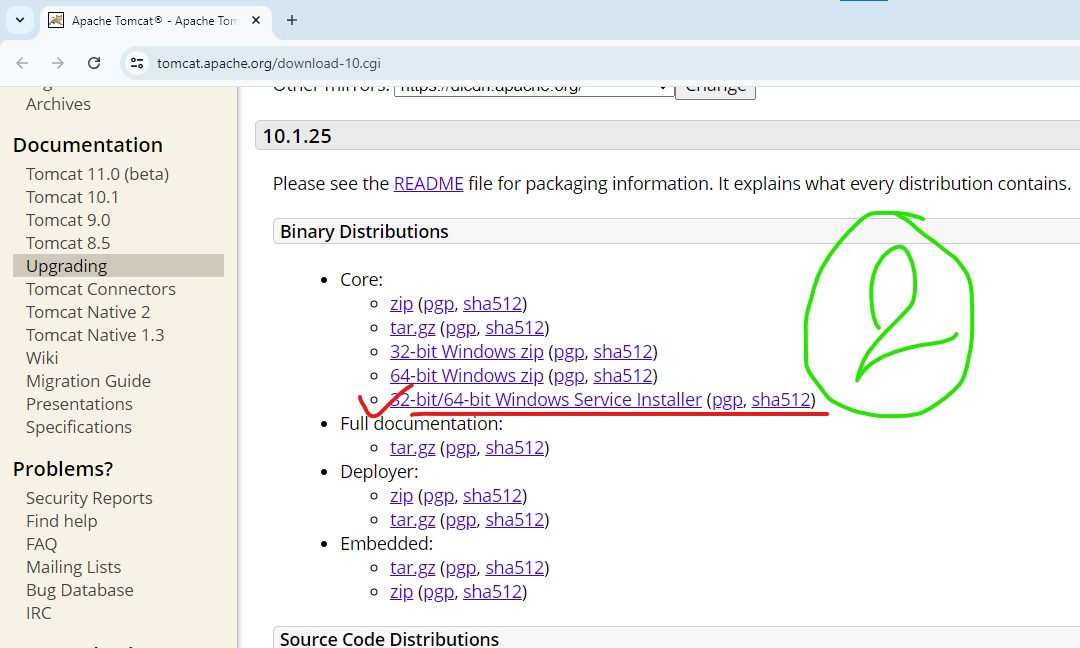 Apache Tomcat® - Apache Tom
tomcat.apache.org/download-10.cgi
Archives
Documentation
Tomcat 11.0 (beta)
Tomcat 10.1
Tomcat 9.0
Tomcat 8.5
Upgrading
Tomcat Connectors
Tomcat Native 2
Tomcat Native 1.3
Wiki
Migration Guide
Presentations
Specifications
Problems?
Security Reports
Find help
FAQ
Mailing Lists
Bug Database
IRC
Other mirrors: https://dlcdn.apache.org/ Change
10.1.25
Please see the README file for packaging information. It explains what every distribution contains.
Binary Distributions
Core:
zip (pgp, sha512)
tar.gz (pgp, sha512)
32-bit Windows zip (pgp, sha512)
64-bit Windows zip (pgp, sha512)
32-bit/64-bit Windows Service Installer (pgp, sha512)
Full documentation:
tar.gz (pgp, sha512)
Deployer:
zip (pgp, sha512)
tar.gz (pgp, sha512)
Embedded:
tar.gz (pgp, sha512)
zip (pgp, sha512)
Source Code Distributions
2